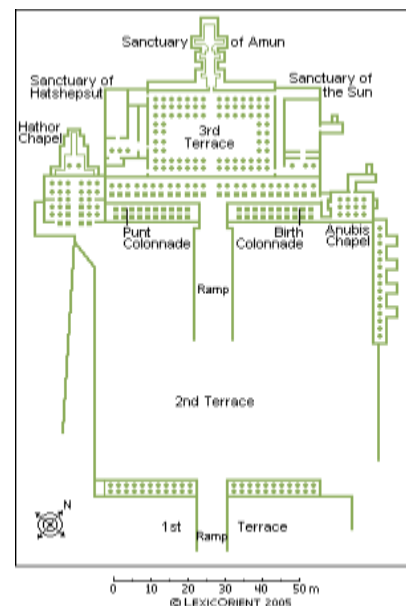 Sanctuary of Amun
Sanctuary of
Hatshepsut
Sanctuary of
the Sun
Hathor
Chapel
3rd
Terrace
Punt
Colonnade
Birth
Colonnade
Anubis
Chapel
Ramp
2nd Terrace
N
1st Ramp Terrace
0 10 20 30 40 50 m
© LEXICORIENT 2005